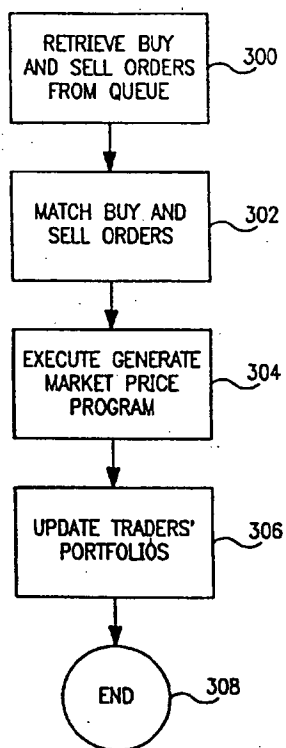 RETRIEVE BUY
AND SELL ORDERS
FROM QUEUE
300
MATCH BUY AND
SELL ORDERS
302
EXECUTE GENERATE
MARKET PRICE
PROGRAM
304
UPDATE TRADERS'
PORTFOLIOS
306
END
308